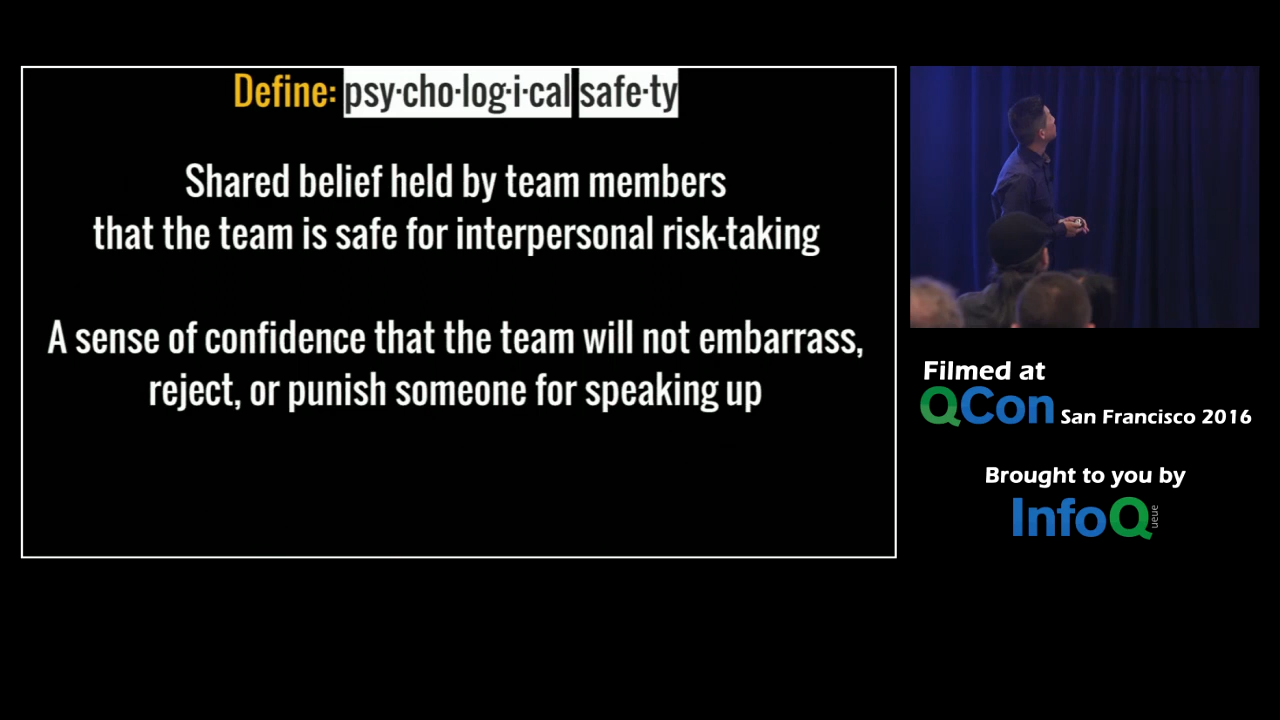 Define: psy·cho·log·i·cal safe·ty
Shared belief held by team members
that the team is safe for interpersonal risk-taking
A sense of confidence that the team will not embarrass,
reject, or punish someone for speaking up
Filmed at
QCon San Francisco 2016
Brought to you by
InfoQueue